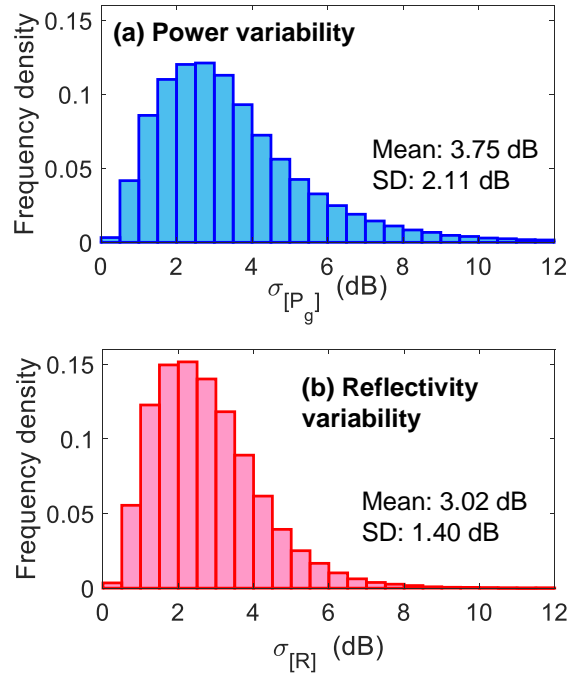 (a) Power variability
Frequency density
0.15
0.1
0.05
0
Mean: 3.75 dB
SD: 2.11 dB
0 2 4 6 8 10 12
σ[P_g] (dB)
(b) Reflectivity
variability
Frequency density
0.15
0.1
0.05
0
Mean: 3.02 dB
SD: 1.40 dB
0 2 4 6 8 10 12
σ[R] (dB)